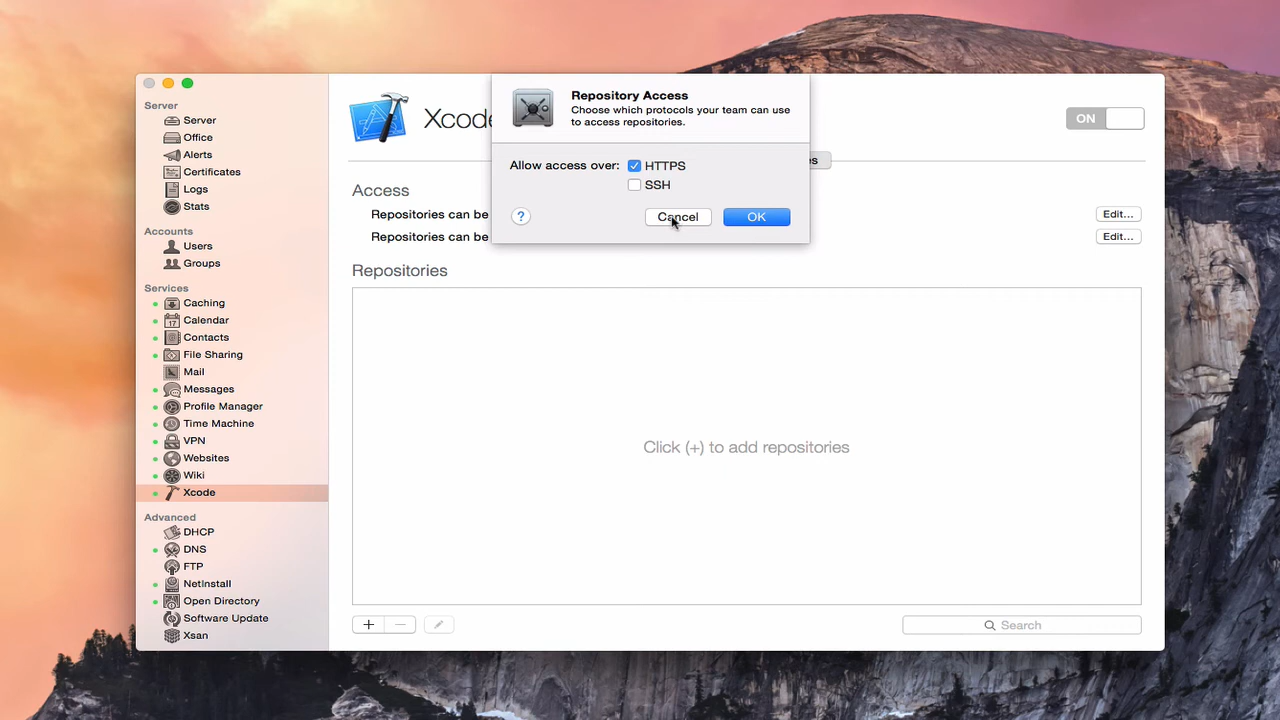 Server
Server
Office
Alerts
Certificates
Logs
Stats
Accounts
Users
Groups
Services
Caching
17
Calendar
Contacts
File Sharing
Mail
Messages
Profile Manager
Time Machine
VPN
Websites
Wiki
Xcode
Advanced
DHCP
DNS
FTP
NetInstall
Open Directory
Software Update
Xsan
Xcode
ON
Repository Access
Choose which protocols your team can use
to access repositories.
Allow access over: HTTPS
SSH
? Cancel OK
Access
Repositories can be Edit...
Repositories can be Edit...
Repositories
Click (+) to add repositories
+ −
Search